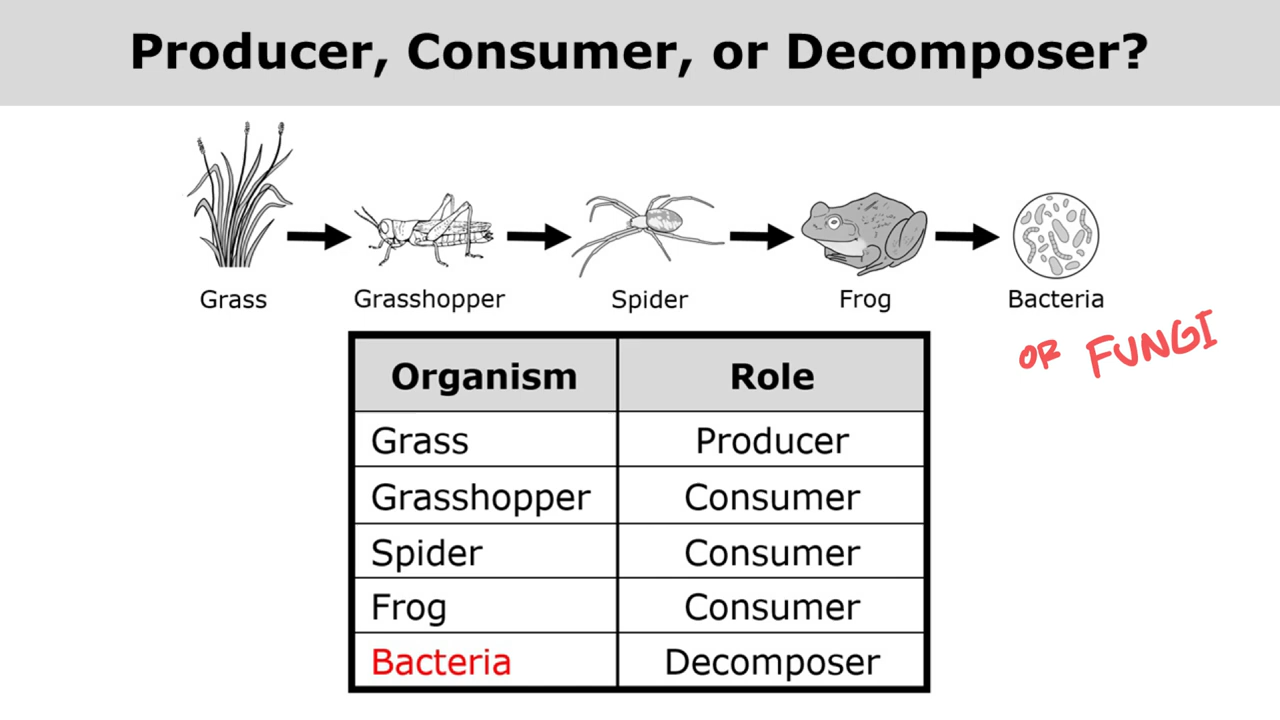 Producer, Consumer, or Decomposer?
Grass Grasshopper Spider Frog Bacteria
OR FUNGI
Organism Role
Grass Producer
Grasshopper Consumer
Spider Consumer
Frog Consumer
Bacteria Decomposer